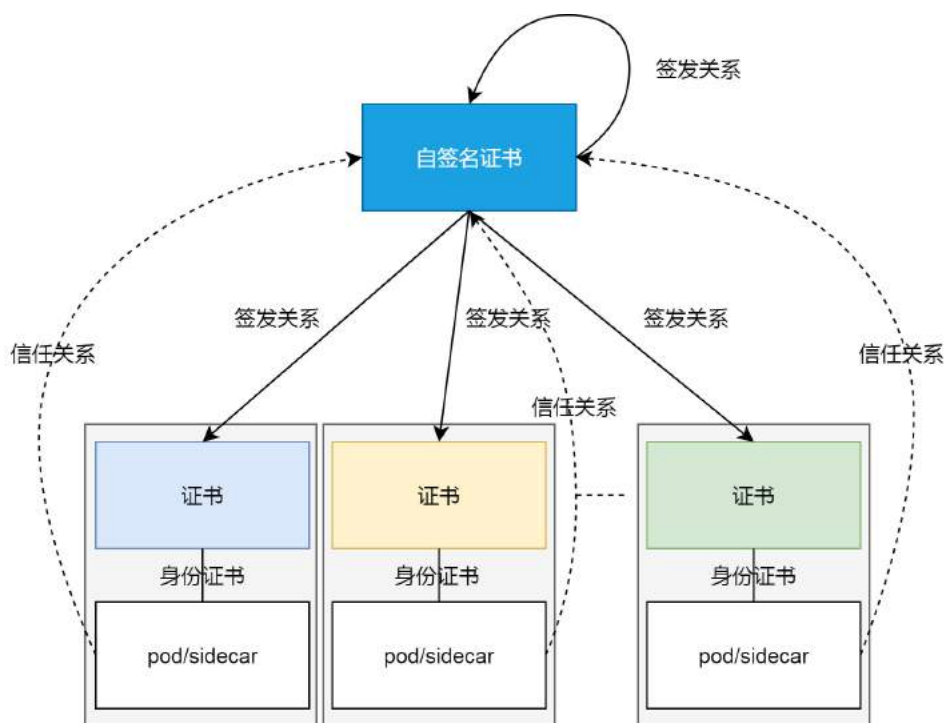 签发关系
自签名证书
签发关系
签发关系
签发关系
信任关系
信任关系
信任关系
证书
证书
证书
身份证书
身份证书
身份证书
pod/sidecar
pod/sidecar
pod/sidecar